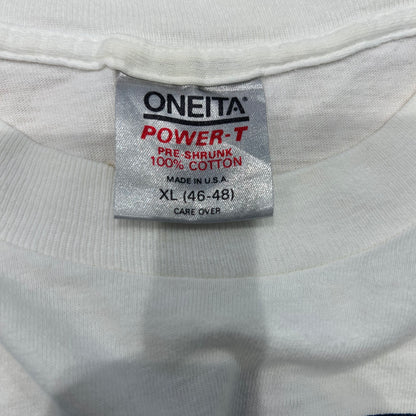 ONEITA®
POWER-T
PRE SHRUNK
100% COTTON
MADE IN U.S.A.
XL (46-48)
CARE OVER